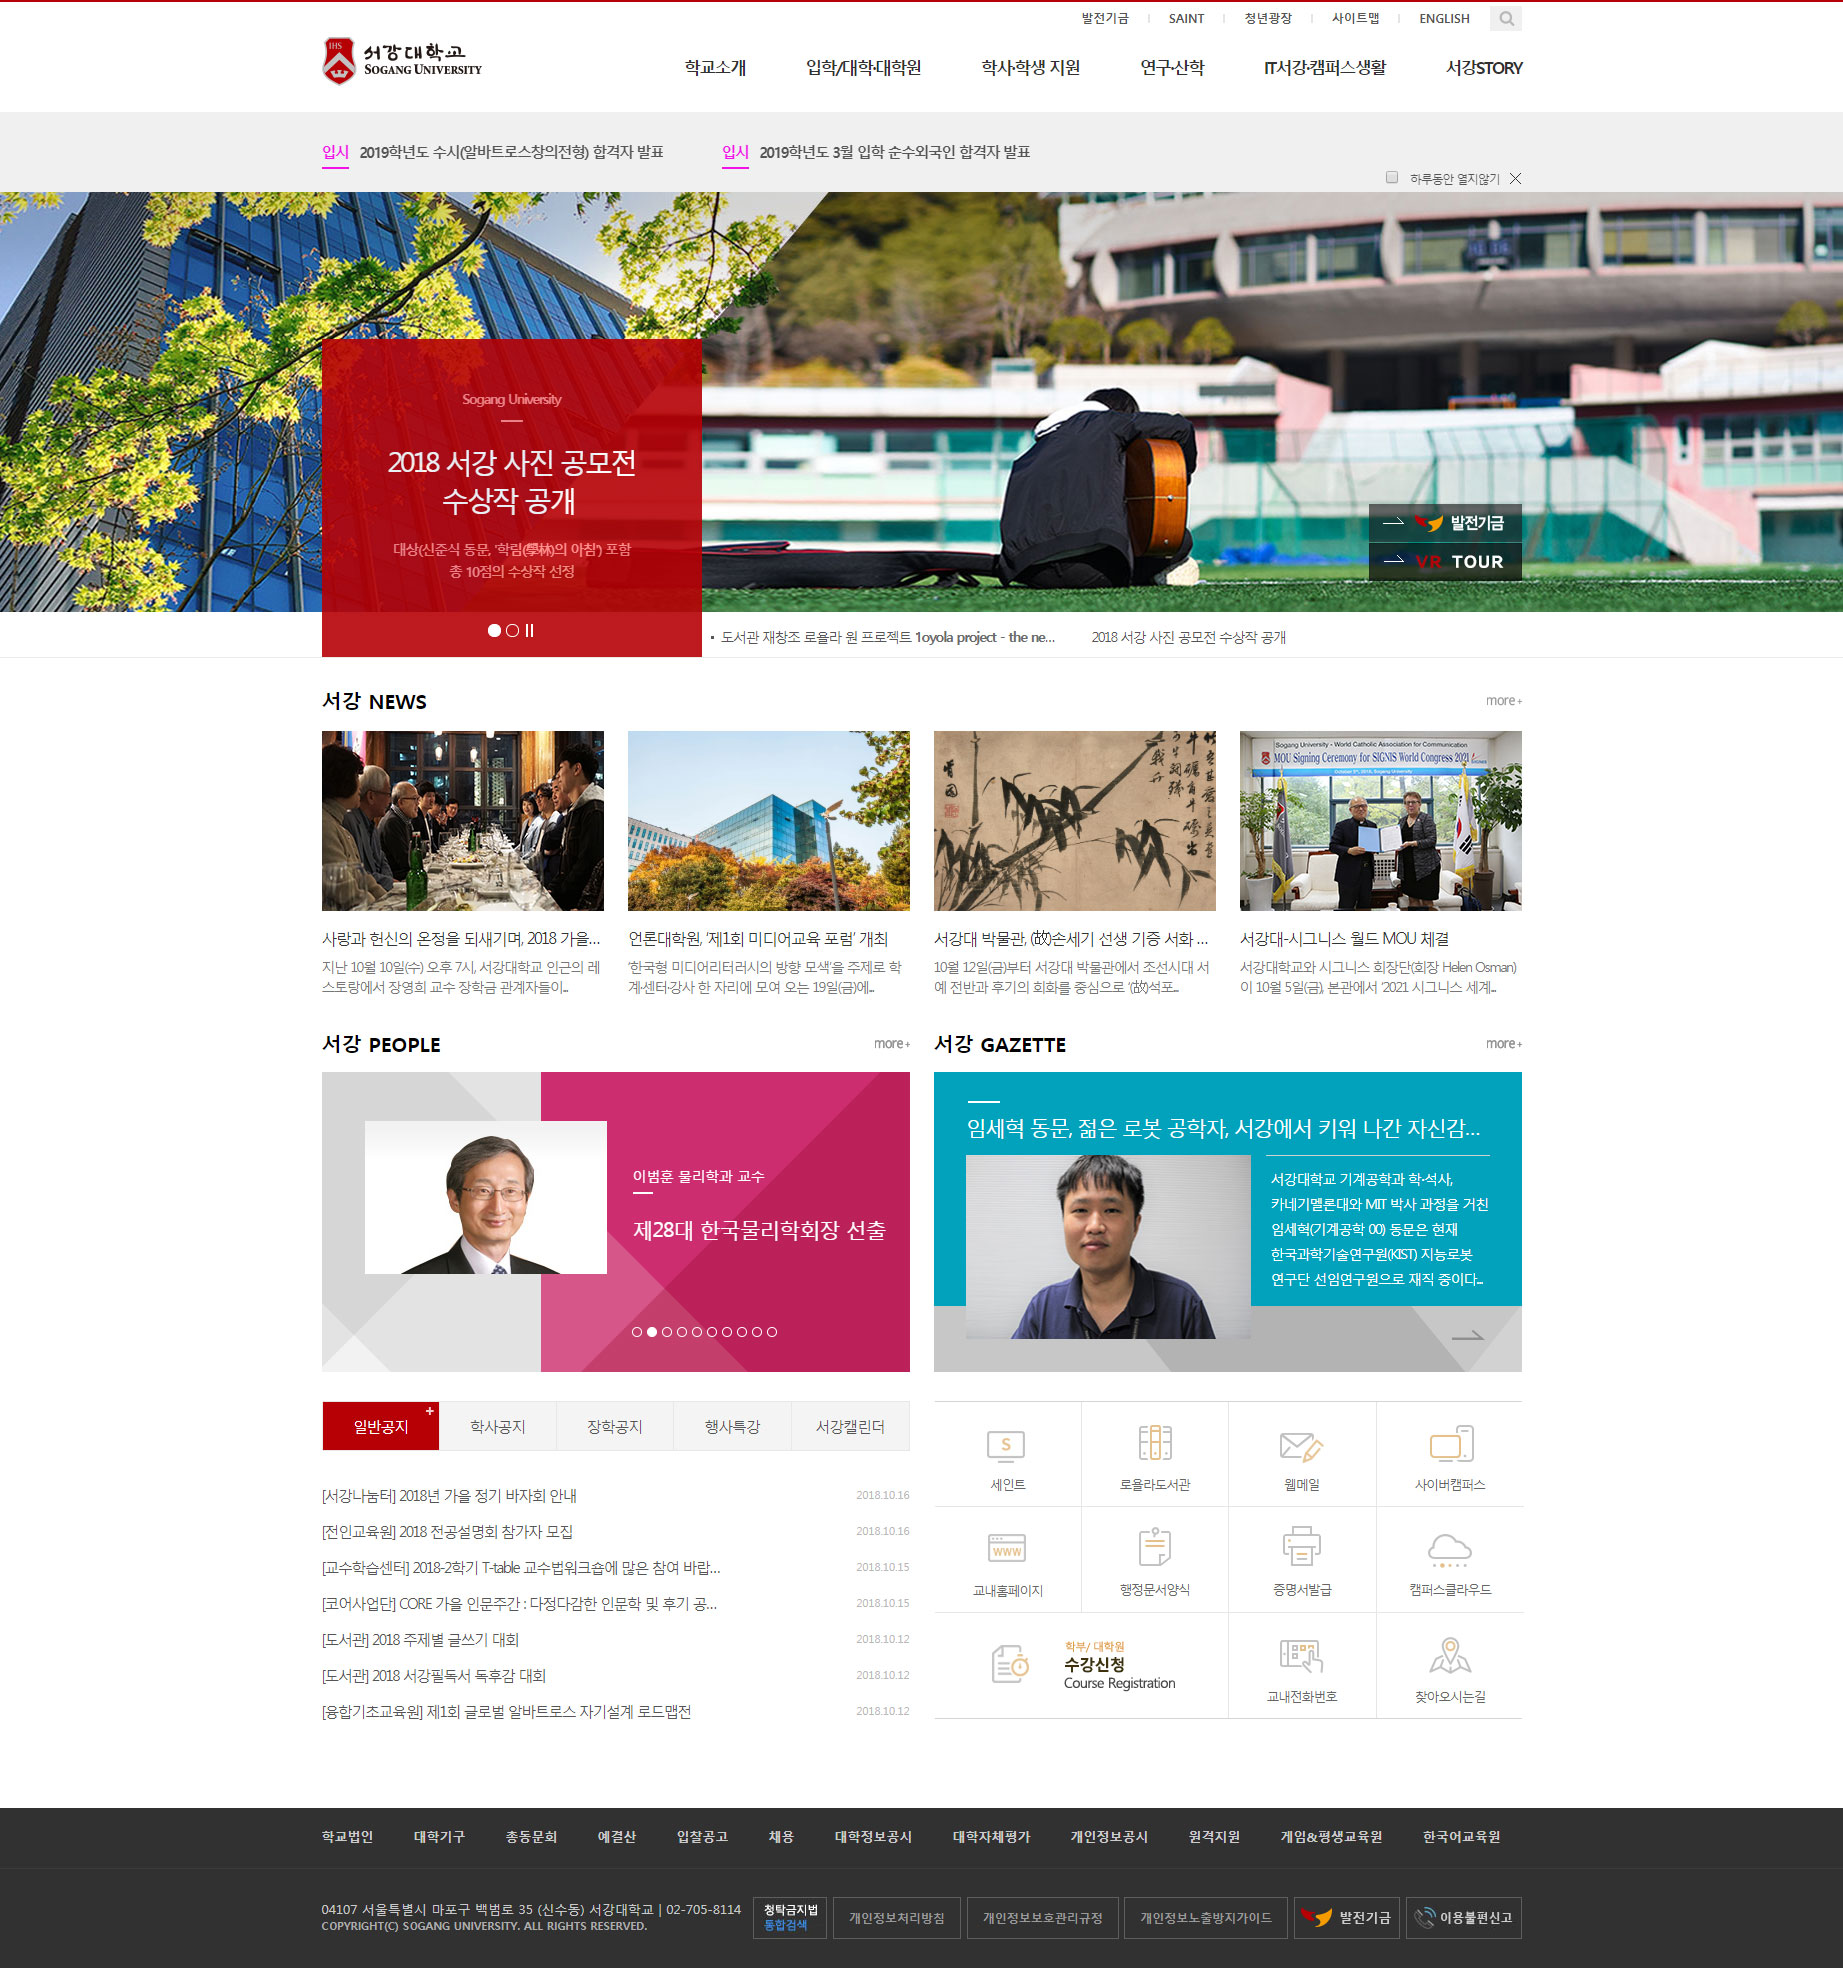 발전기금
SAINT
청년광장
사이트맵
ENGLISH
IHS
서강대학교
SOGANG UNIVERSITY
학교소개
입학/대학·대학원
학사·학생 지원
연구·산학
IT서강·캠퍼스생활
서강STORY
입시 2019학년도 수시(알바트로스창의전형) 합격자 발표
입시 2019학년도 3월 입학 순수외국인 합격자 발표
하루동안 열지않기
Sogang University
2018 서강 사진 공모전
수상작 공개
대상(신준식 동문, '학림(學林)의 아침') 포함
총 10점의 수상작 선정
발전기금
VR TOUR
도서관 재창조 로욜라 원 프로젝트 1oyola project - the ne...
2018 서강 사진 공모전 수상작 공개
서강 NEWS
more+
Sogang University - World Catholic Association for Communication
MOU Signing Ceremony for SIGNIS World Congress 2021
사랑과 헌신의 온정을 되새기며, 2018 가을...
지난 10월 10일(수) 오후 7시, 서강대학교 인근의 레
스토랑에서 장영희 교수 장학금 관계자들이...
언론대학원, '제1회 미디어교육 포럼' 개최
'한국형 미디어리터러시의 방향 모색'을 주제로 학
계·센터·강사 한 자리에 모여 오는 19일(금)에...
서강대 박물관, (故)손세기 선생 기증 서화 ...
10월 12일(금)부터 서강대 박물관에서 조선시대 서
예 전반과 후기의 회화를 중심으로 '(故)석포...
서강대-시그니스 월드 MOU 체결
서강대학교와 시그니스 회장단(회장 Helen Osman)
이 10월 5일(금), 본관에서 '2021 시그니스 세계...
서강 PEOPLE
more+
이범훈 물리학과 교수
제28대 한국물리학회장 선출
서강 GAZETTE
more+
임세혁 동문, 젊은 로봇 공학자, 서강에서 키워 나간 자신감...
서강대학교 기계공학과 학·석사,
카네기멜론대와 MIT 박사 과정을 거친
임세혁(기계공학 00) 동문은 현재
한국과학기술연구원(KIST) 지능로봇
연구단 선임연구원으로 재직 중이다...
일반공지
학사공지
장학공지
행사특강
서강캘린더
[서강나눔터] 2018년 가을 정기 바자회 안내 2018.10.16
[전인교육원] 2018 전공설명회 참가자 모집 2018.10.16
[교수학습센터] 2018-2학기 T-table 교수법워크숍에 많은 참여 바랍... 2018.10.15
[코어사업단] CORE 가을 인문주간 : 다정다감한 인문학 및 후기 공... 2018.10.15
[도서관] 2018 주제별 글쓰기 대회 2018.10.12
[도서관] 2018 서강필독서 독후감 대회 2018.10.12
[융합기초교육원] 제1회 글로벌 알바트로스 자기설계 로드맵전 2018.10.12
S
세인트
로욜라도서관
웹메일
사이버캠퍼스
WWW
교내홈페이지
행정문서양식
증명서발급
캠퍼스클라우드
학부/ 대학원
수강신청
Course Registration
교내전화번호
찾아오시는길
학교법인
대학기구
총동문회
예결산
입찰공고
채용
대학정보공시
대학자체평가
개인정보공시
원격지원
게임&평생교육원
한국어교육원
04107 서울특별시 마포구 백범로 35 (신수동) 서강대학교 | 02-705-8114
COPYRIGHT(C) SOGANG UNIVERSITY. ALL RIGHTS RESERVED.
청탁금지법
통합검색
개인정보처리방침
개인정보보호관리규정
개인정보노출방지가이드
발전기금
이용불편신고